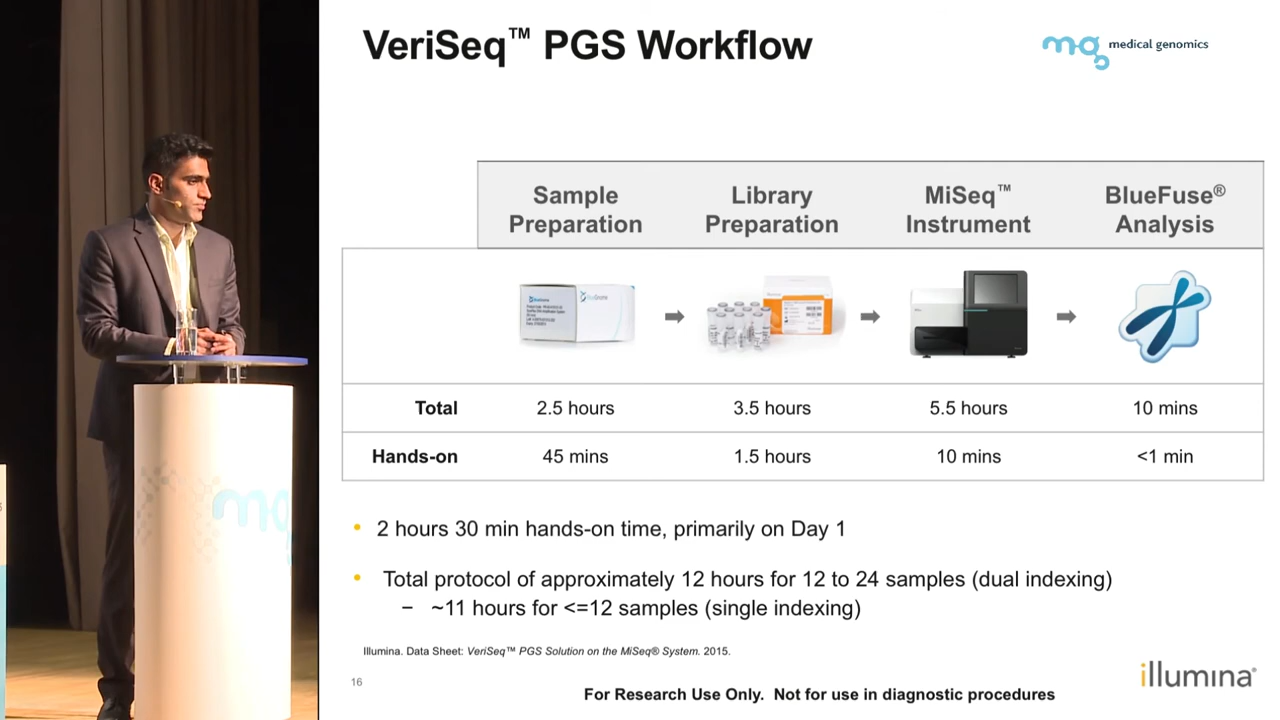 VeriSeq™ PGS Workflow
mg medical genomics
Sample Preparation
Library Preparation
MiSeq™ Instrument
BlueFuse® Analysis
Total 2.5 hours 3.5 hours 5.5 hours 10 mins
Hands-on 45 mins 1.5 hours 10 mins <1 min
• 2 hours 30 min hands-on time, primarily on Day 1
• Total protocol of approximately 12 hours for 12 to 24 samples (dual indexing)
− ~11 hours for <=12 samples (single indexing)
Illumina. Data Sheet: VeriSeq™ PGS Solution on the MiSeq® System. 2015.
16
For Research Use Only. Not for use in diagnostic procedures
illumina®
mg